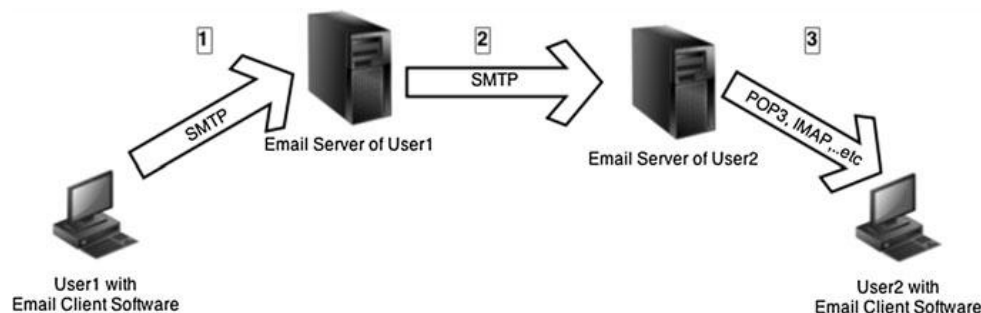 1
2
3
SMTP
SMTP
POP3, IMAP,..etc
Email Server of User1
Email Server of User2
User1 with
Email Client Software
User2 with
Email Client Software